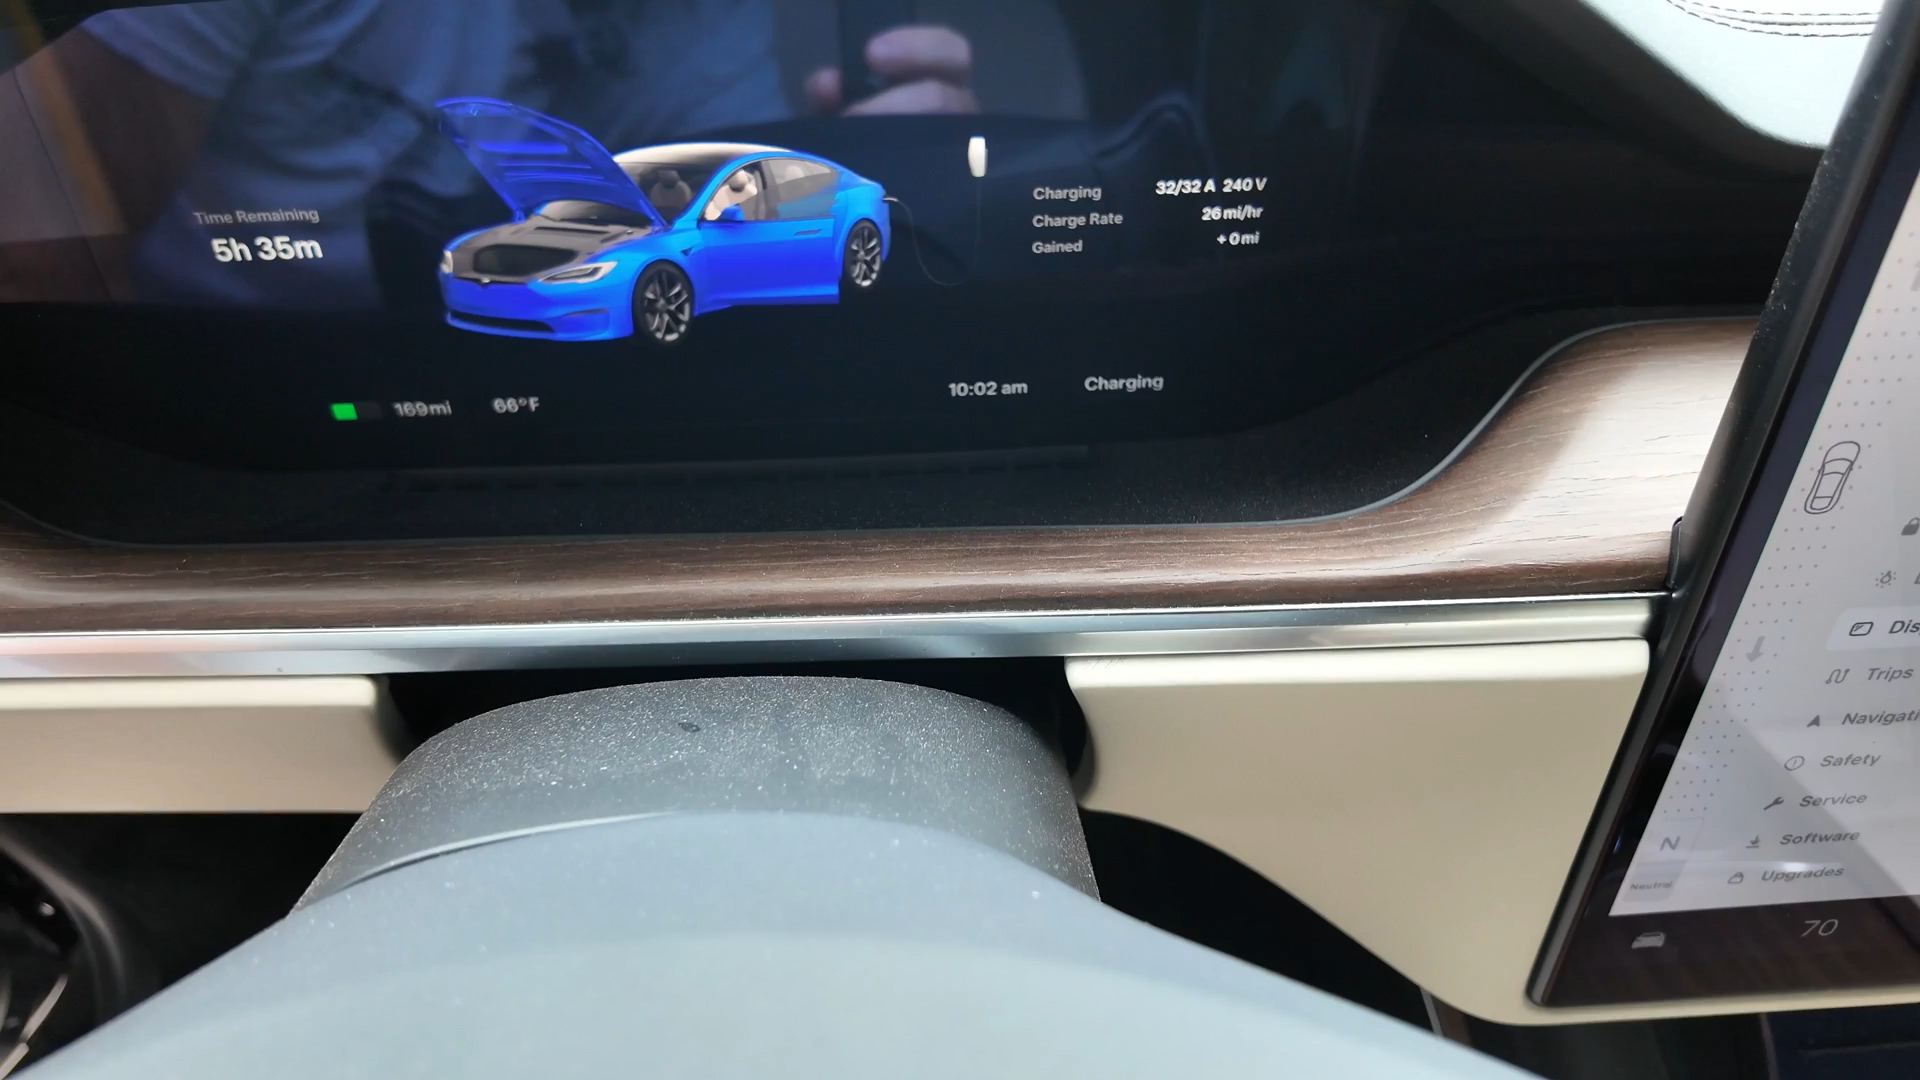 Time Remaining
5h 35m
Charging 32/32 A 240 V
Charge Rate 26 mi/hr
Gained +0 mi
169 mi 66°F
10:02 am Charging
Dis
Trips
Navigati
Safety
Service
Software
Upgrades
N
Neutral
70